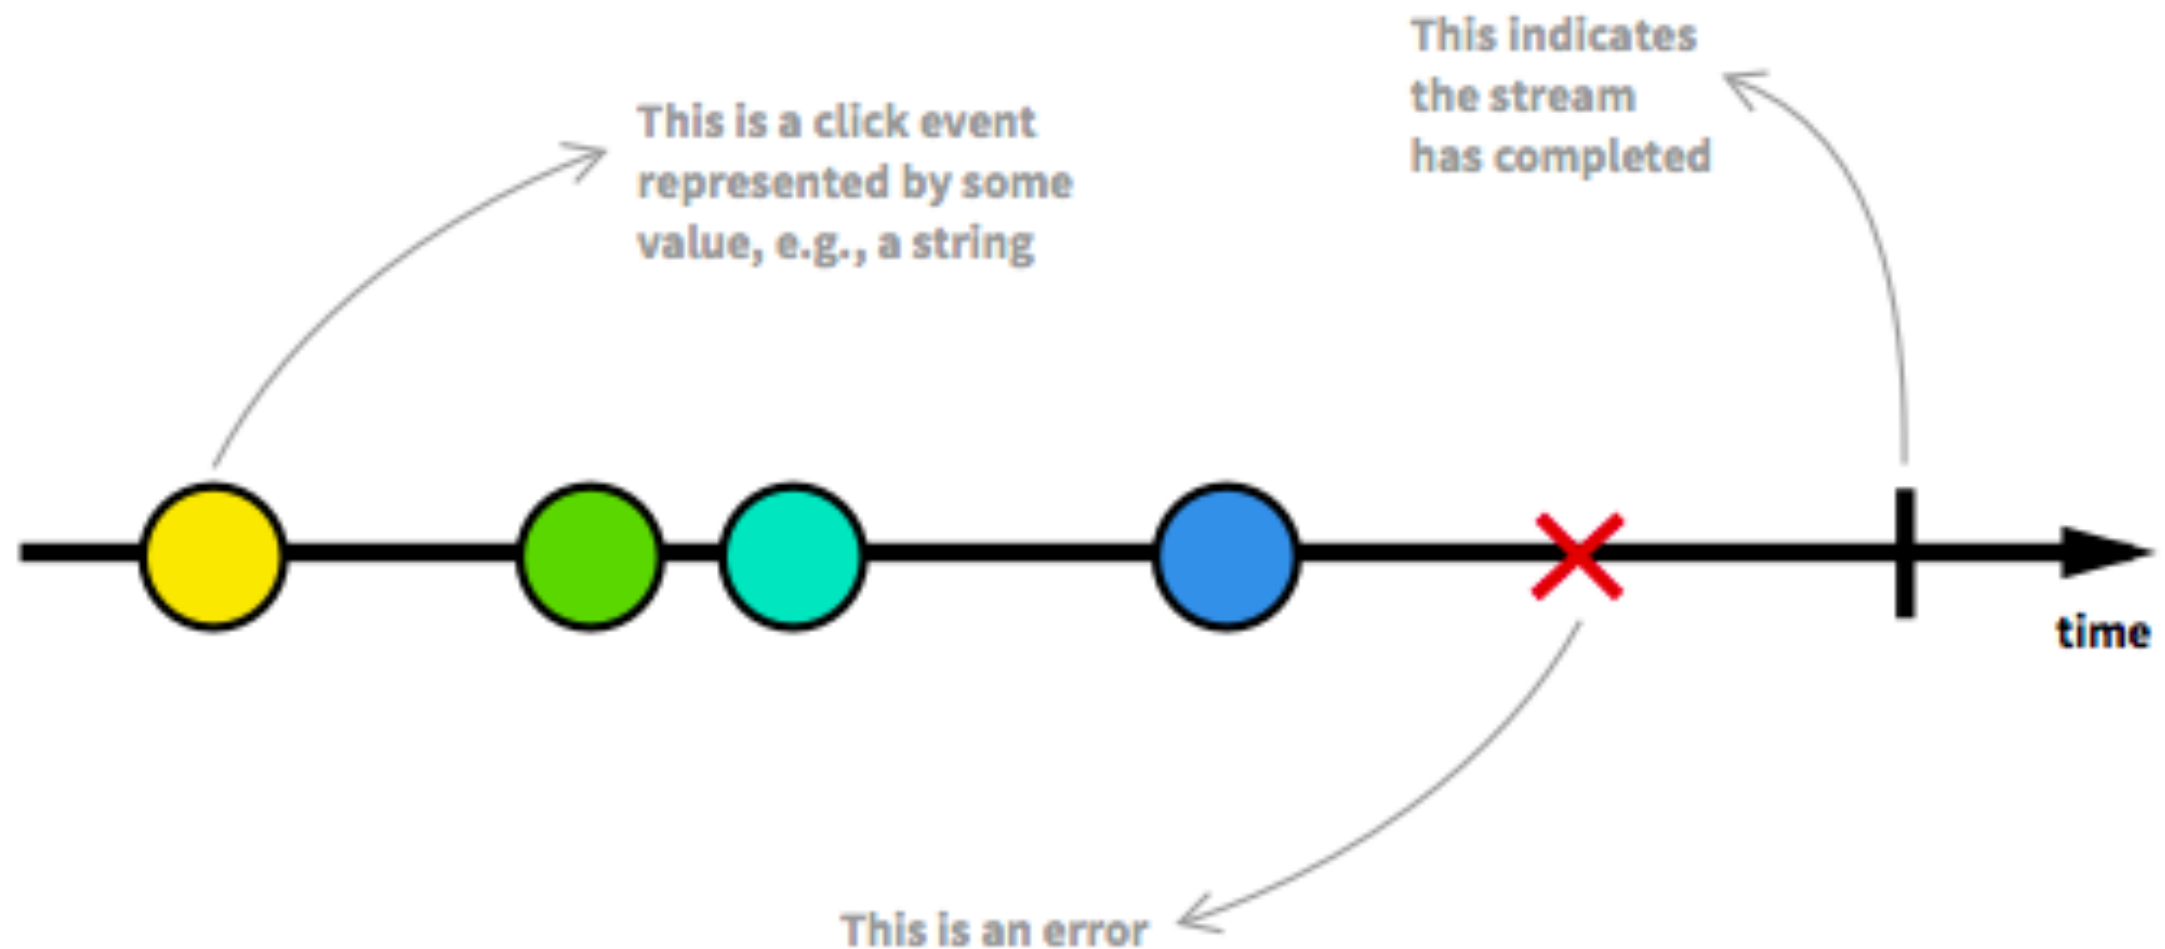 This indicates
the stream
has completed
This is a click event
represented by some
value, e.g., a string
time
This is an error